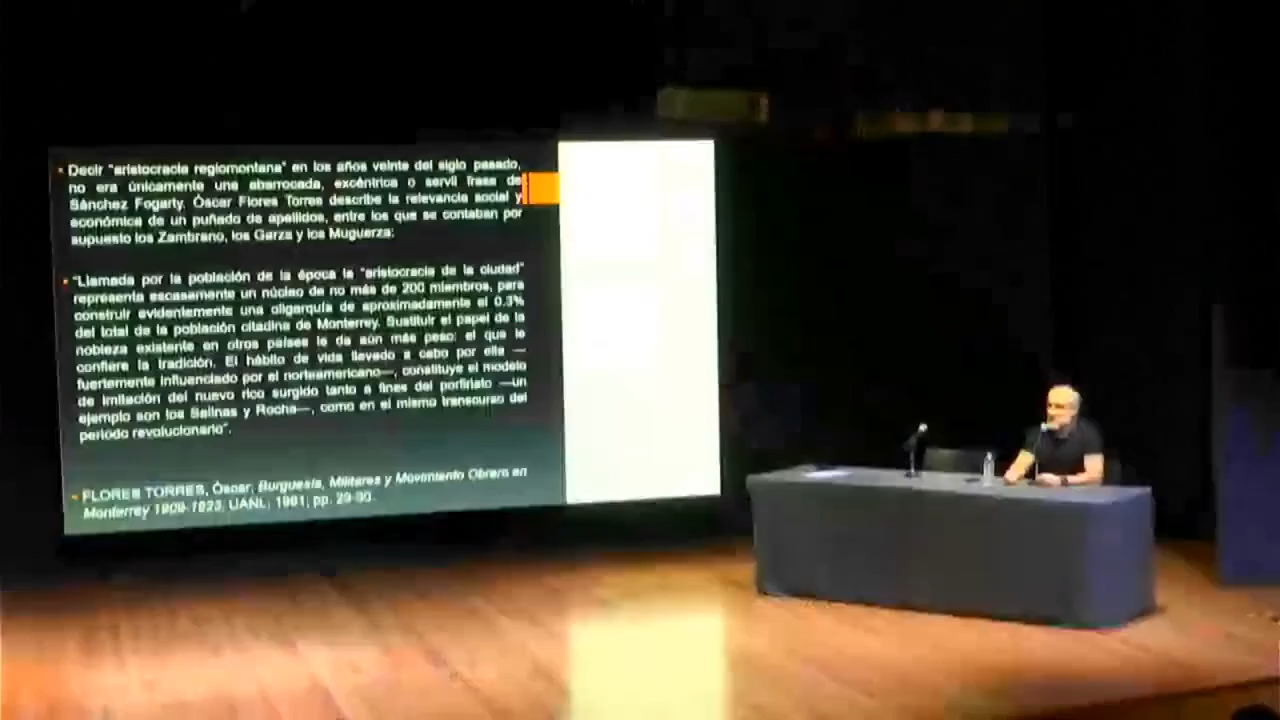 • Decir "aristocracia regiomontana" en los años veinte del siglo pasado,
no era únicamente una abarrocada, excéntrica o servil frase de
Sánchez Fogarty. Óscar Flores Torres describe la relevancia social y
económica de un puñado de apellidos, entre los que se contaban por
supuesto los Zambrano, los Garza y los Muguerza:
• "Llamada por la población de la época la "aristocracia de la ciudad"
representa escasamente un núcleo de no más de 200 miembros, para
construir evidentemente una oligarquía de aproximadamente el 0.3%
del total de la población citadina de Monterrey. Sustituir el papel de la
nobleza existente en otros países le da aún más peso: el que le
confiere la tradición. El hábito de vida llevado a cabo por ella —
fuertemente influenciado por el norteamericano—, constituye el modelo
de imitación del nuevo rico surgido tanto a fines del porfiriato —un
ejemplo son los Salinas y Rocha—, como en el mismo transcurso del
período revolucionario".
• FLORES TORRES, Óscar, Burguesía, Militares y Movimiento Obrero en
Monterrey 1909-1923, UANL, 1991, pp. 29-30.